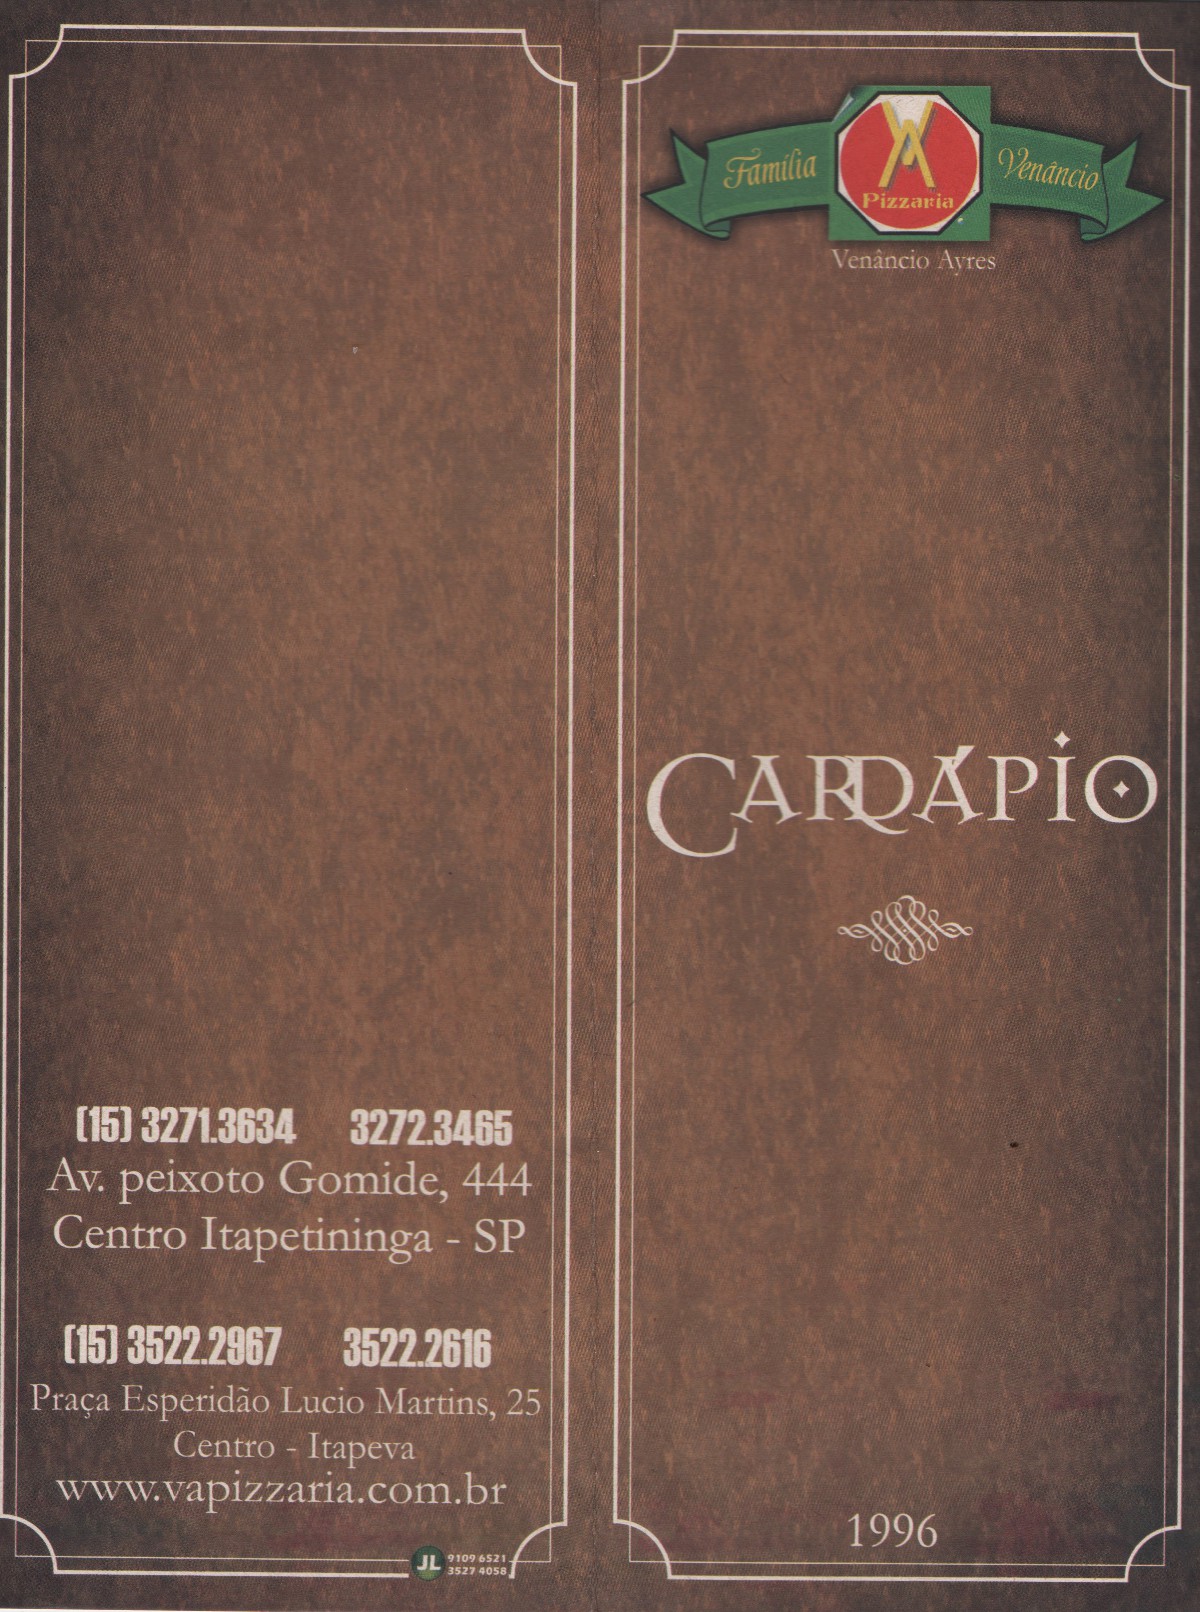 (15) 3271.3634 3272.3465
Av. peixoto Gomide, 444
Centro Itapetininga - SP
(15) 3522.2967 3522.2616
Praça Esperidão Lucio Martins, 25
Centro - Itapeva
www.vapizzaria.com.br
JL 9109 6521
3527 4058
Família VA Venâncio
Pizzaria
Venâncio Ayres
CARDÁPIO
1996